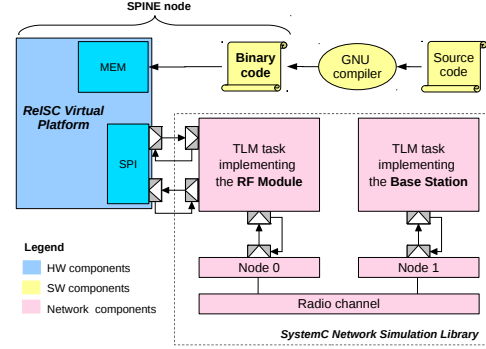 SPINE node
MEM
Binary
code
GNU
compiler
Source
code
ReISC Virtual
Platform
SPI
TLM task
implementing
the RF Module
TLM task
implementing
the Base Station
Legend
HW components
SW components
Network components
Node 0
Node 1
Radio channel
SystemC Network Simulation Library